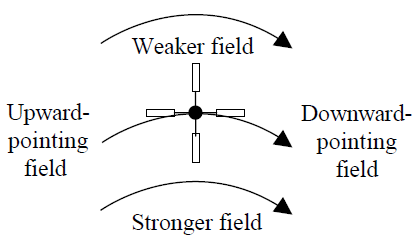 Weaker field
Upward-
pointing
field
Downward-
pointing
field
Stronger field